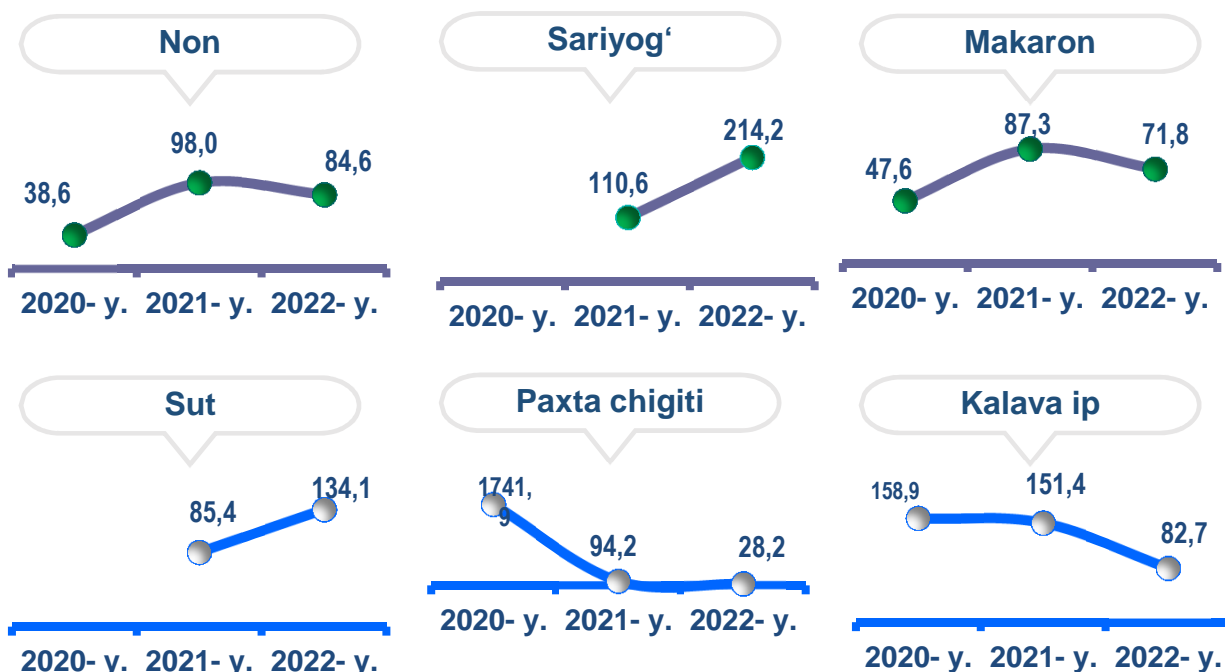 Non
98,0
84,6
38,6
2020- y. 2021- y. 2022- y.
Sariyog‘
214,2
110,6
2020- y. 2021- y. 2022- y.
Makaron
87,3
71,8
47,6
2020- y. 2021- y. 2022- y.
Sut
134,1
85,4
2020- y. 2021- y. 2022- y.
Paxta chigiti
1741,
9
94,2
28,2
2020- y. 2021- y. 2022- y.
Kalava ip
158,9
151,4
82,7
2020- y. 2021- y. 2022- y.